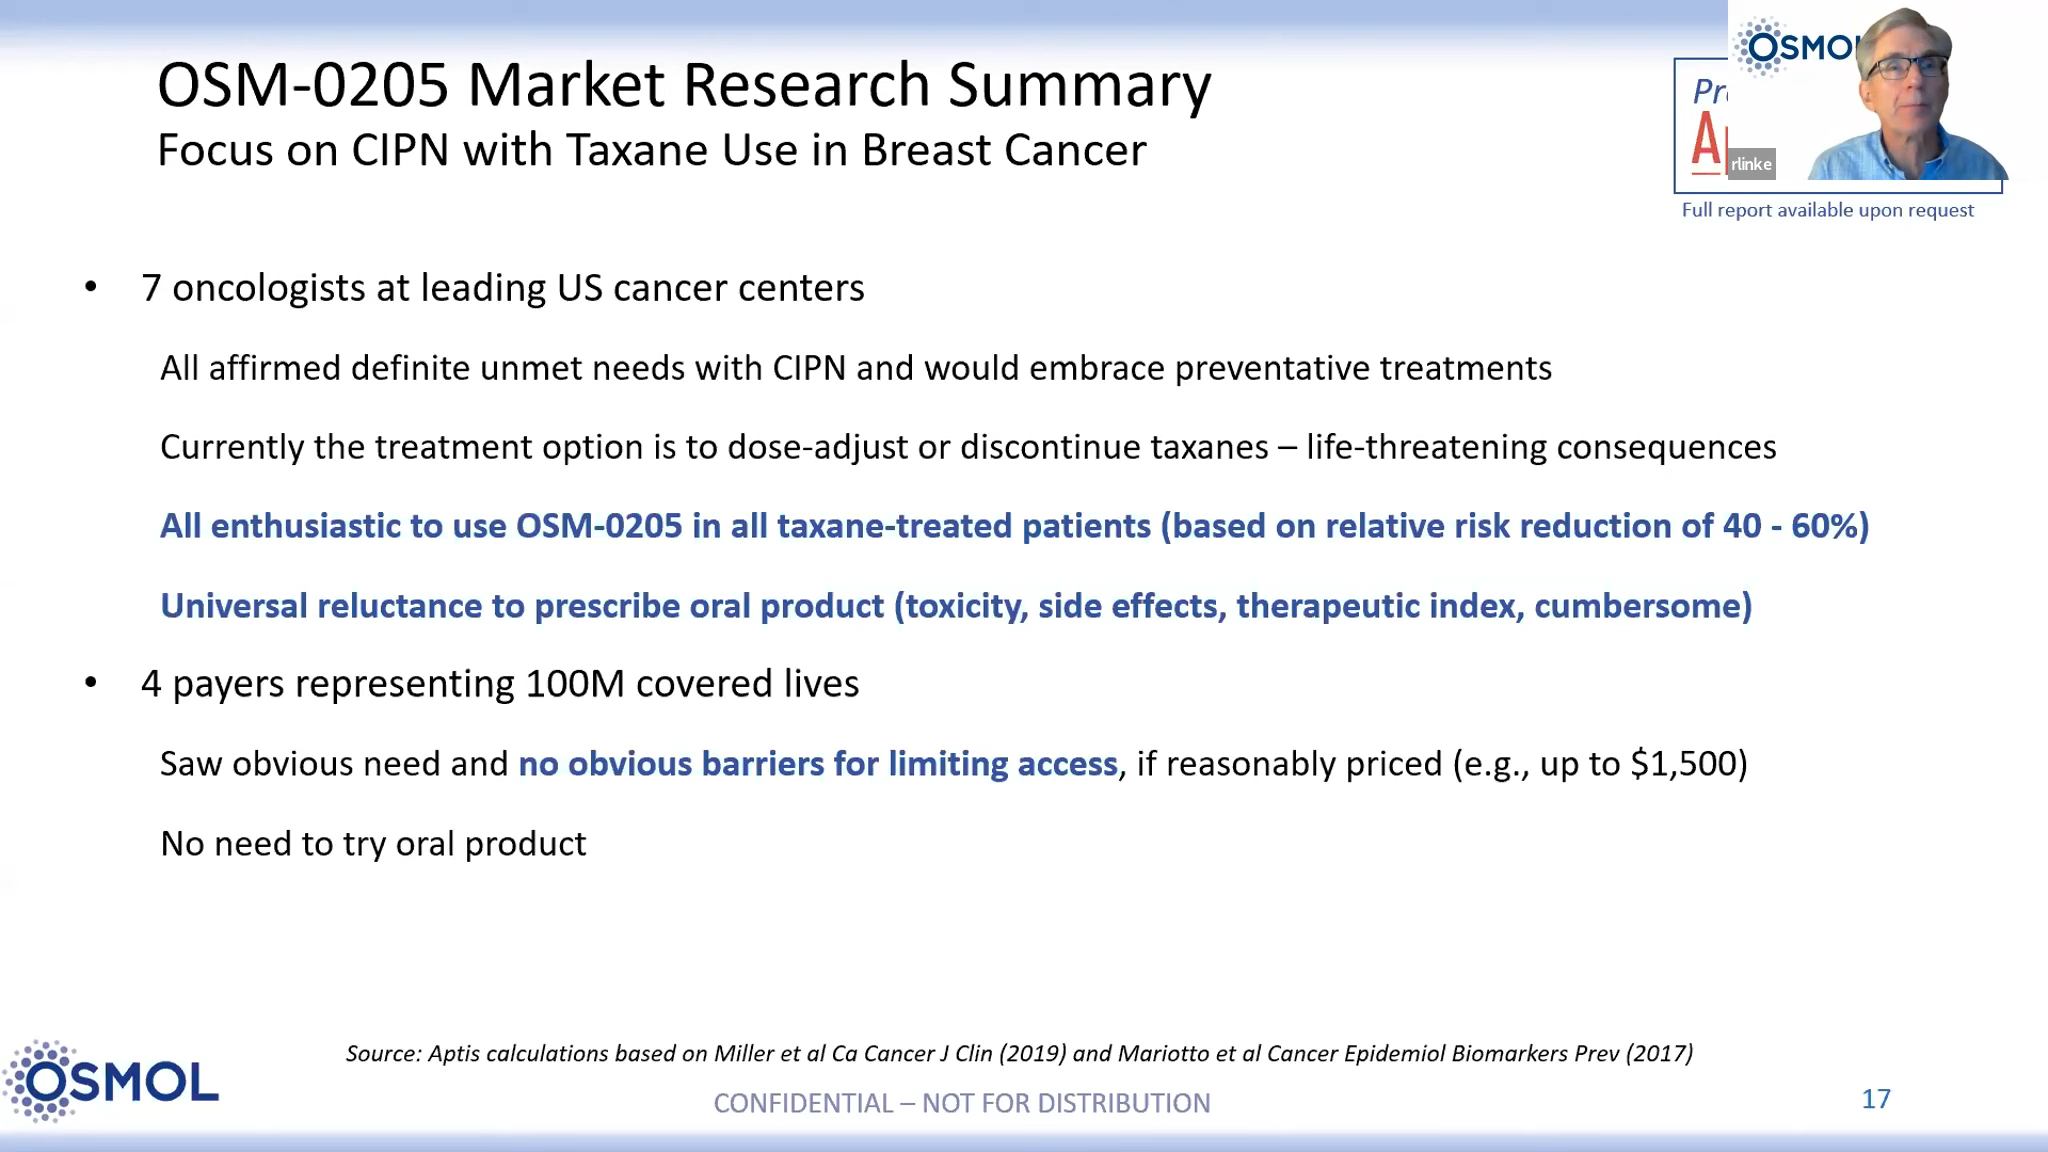 OSM-0205 Market Research Summary
Focus on CIPN with Taxane Use in Breast Cancer
OSMOL
rlinke
Full report available upon request
• 7 oncologists at leading US cancer centers
All affirmed definite unmet needs with CIPN and would embrace preventative treatments
Currently the treatment option is to dose-adjust or discontinue taxanes – life-threatening consequences
All enthusiastic to use OSM-0205 in all taxane-treated patients (based on relative risk reduction of 40 - 60%)
Universal reluctance to prescribe oral product (toxicity, side effects, therapeutic index, cumbersome)
• 4 payers representing 100M covered lives
Saw obvious need and no obvious barriers for limiting access, if reasonably priced (e.g., up to $1,500)
No need to try oral product
Source: Aptis calculations based on Miller et al Ca Cancer J Clin (2019) and Mariotto et al Cancer Epidemiol Biomarkers Prev (2017)
OSMOL
CONFIDENTIAL – NOT FOR DISTRIBUTION
17